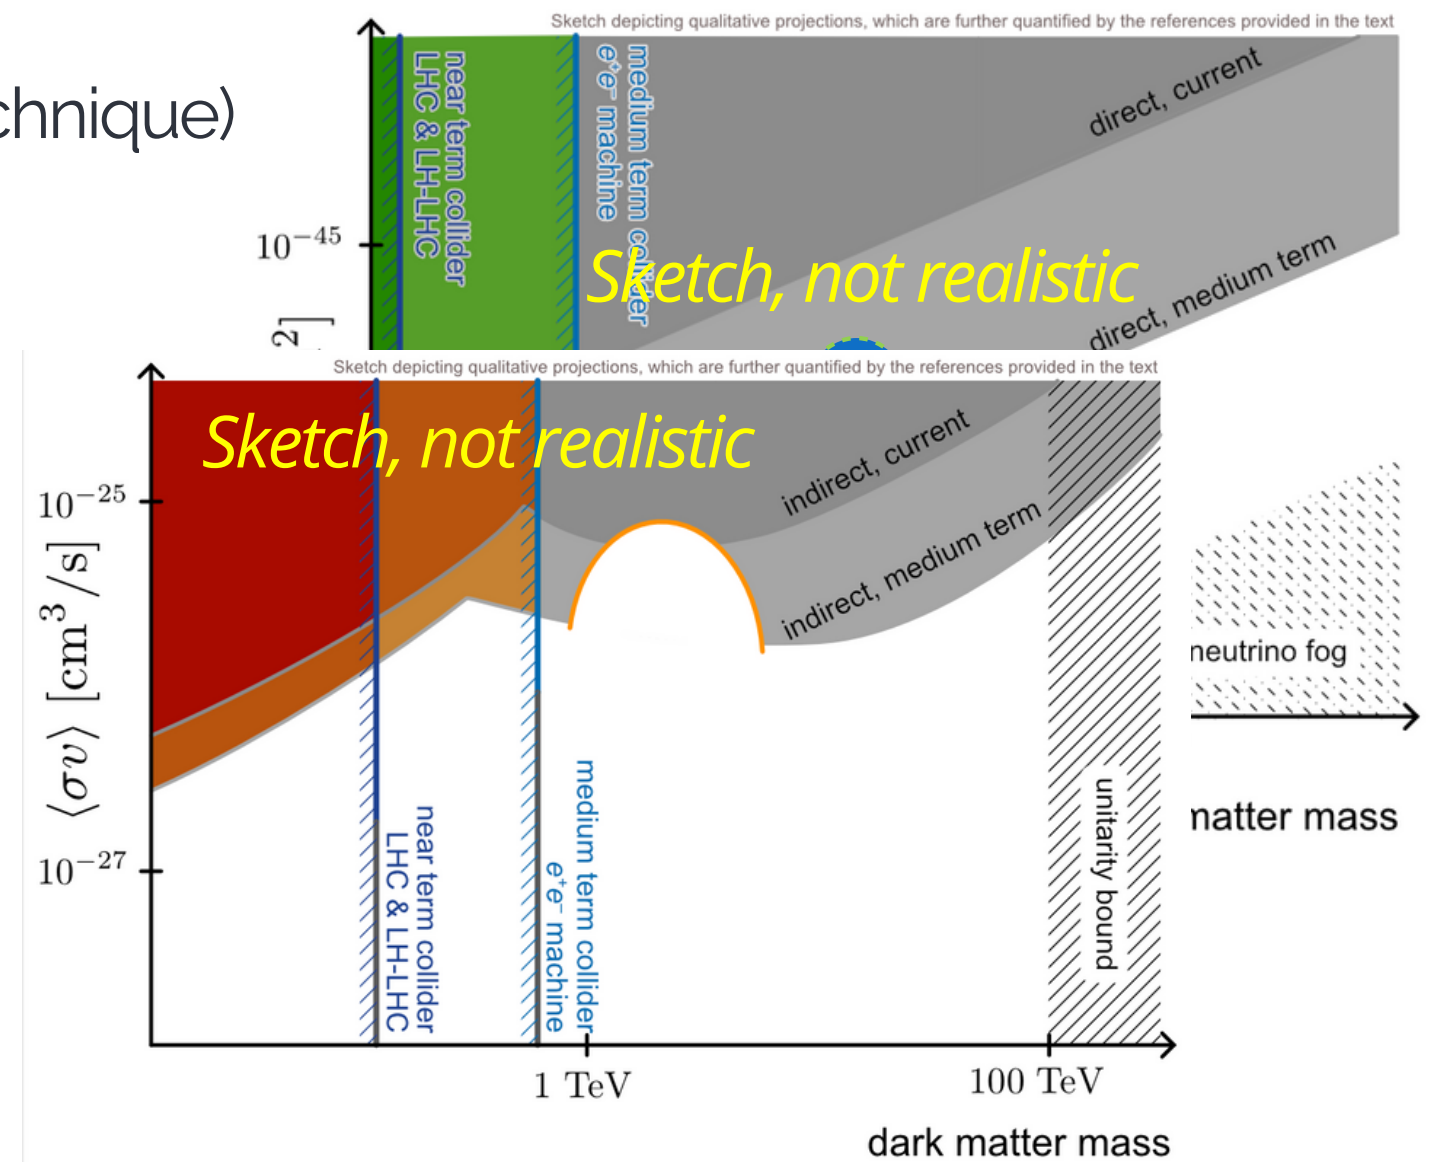 Sketch depicting qualitative projections, which are further quantified by the references provided in the text
chnique)
near term collider
LHC & LH-LHC
medium term collider
e⁺e⁻ machine
direct, current
10⁻⁴⁵
Sketch, not realistic
direct, medium term
2]
Sketch depicting qualitative projections, which are further quantified by the references provided in the text
Sketch, not realistic
indirect, current
10⁻²⁵
indirect, medium term
⟨σv⟩ [cm³/s]
neutrino fog
near term collider
LHC & LH-LHC
medium term collider
e⁺e⁻ machine
unitarity bound
matter mass
10⁻²⁷
1 TeV
100 TeV
dark matter mass